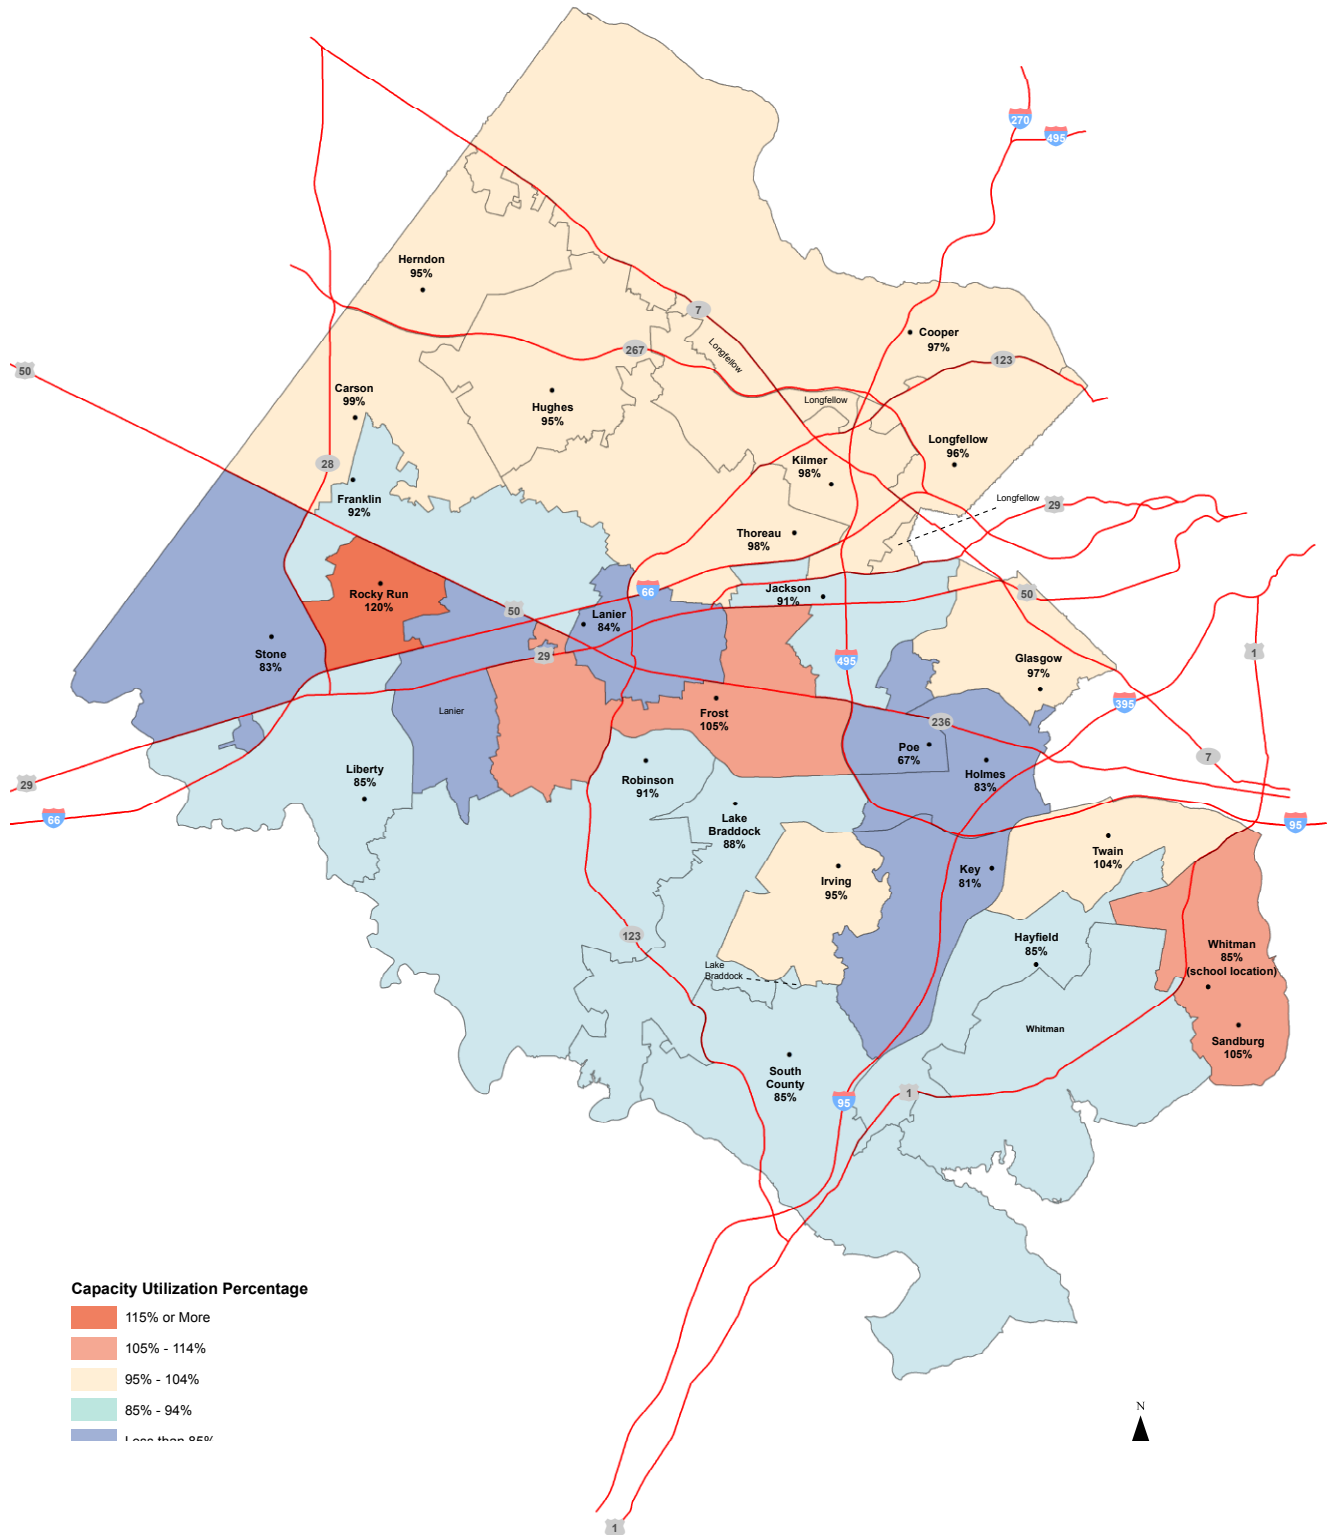 270
495
Herndon
95%
7
Cooper
97%
267
Longfellow
123
50
Carson
99%
Hughes
95%
Longfellow
Longfellow
96%
28
Kilmer
98%
Franklin
92%
Longfellow
29
Thoreau
98%
Rocky Run
120%
66
Jackson
91%
50
50
Lanier
84%
Stone
83%
29
495
Glasgow
97%
1
Lanier
Frost
105%
236
395
Poe
67%
Holmes
83%
7
29
Liberty
85%
Robinson
91%
66
Lake
Braddock
88%
95
Twain
104%
Irving
95%
Key
81%
123
Hayfield
85%
Whitman
85%
(school location)
Lake
Braddock
Whitman
Sandburg
105%
South
County
85%
95
1
Capacity Utilization Percentage
115% or More
105% - 114%
95% - 104%
85% - 94%
Less than 85%
N
1